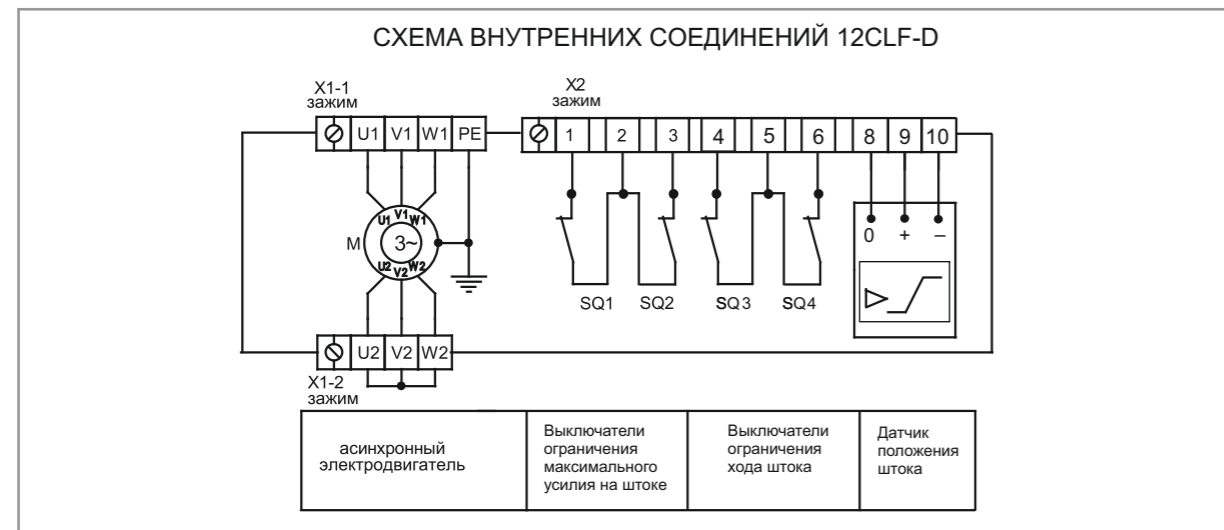 СХЕМА ВНУТРЕННИХ СОЕДИНЕНИЙ 12CLF-D
X1-1
зажим
X2
зажим
U1 V1 W1 PE
1 2 3 4 5 6 8 9 10
U1 V1 W1
M 3~
U2 V2 W2
0 + –
SQ1 SQ2 SQ3 SQ4
U2 V2 W2
X1-2
зажим
асинхронный
электродвигатель
Выключатели
ограничения
максимального
усилия на штоке
Выключатели
ограничения
хода штока
Датчик
положения
штока